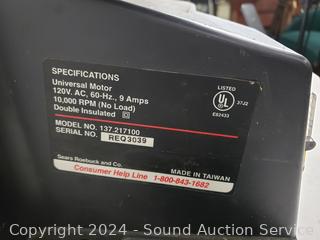 SPECIFICATIONS
Universal Motor
120V. AC, 60-Hz., 9 Amps
10,000 RPM (No Load)
Double Insulated
MODEL NO. 137.217100
SERIAL NO. REQ3039
LISTED
UL
37J2
E82433
MADE IN TAIWAN
Sears Roebuck and Co.
Consumer Help Line 1-800-843-1682
Copyright 2024 - Sound Auction Service